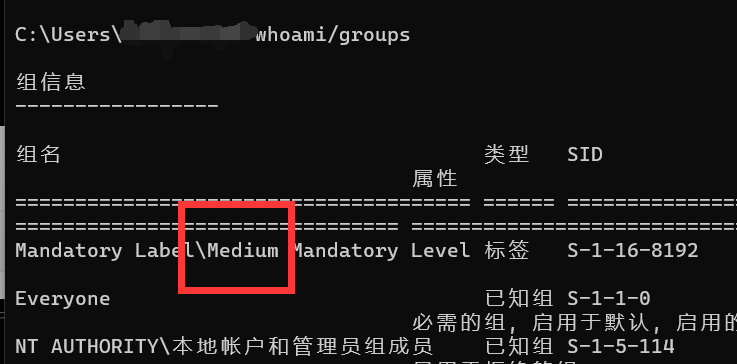 C:\Users\ whoami/groups
组信息
-----------------
组名 类型 SID
属性
====================================== ====== ==============
================================ ===========================
Mandatory Label\Medium Mandatory Level 标签 S-1-16-8192
Everyone 已知组 S-1-1-0
必需的组, 启用于默认, 启用的
NT AUTHORITY\本地帐户和管理员组成员 已知组 S-1-5-114